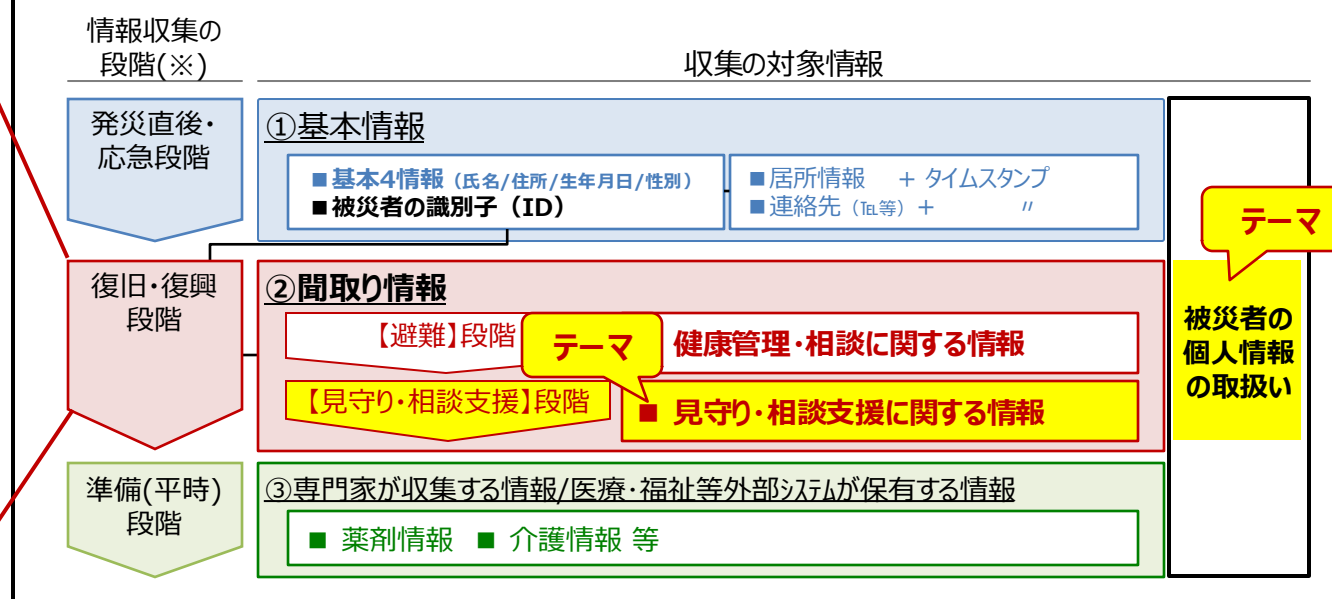 情報収集の
段階(※)
収集の対象情報
発災直後・
応急段階
①基本情報
■基本4情報（氏名/住所/生年月日/性別）
■被災者の識別子（ID）
■居所情報　+ タイムスタンプ
■連絡先（℡等）+　〃
テーマ
復旧・復興
段階
②聞取り情報
【避難】段階
テーマ
健康管理・相談に関する情報
【見守り・相談支援】段階
■ 見守り・相談支援に関する情報
被災者の
個人情報
の取扱い
準備(平時)
段階
③専門家が収集する情報/医療・福祉等外部ｼｽﾃﾑが保有する情報
■ 薬剤情報 ■ 介護情報 等